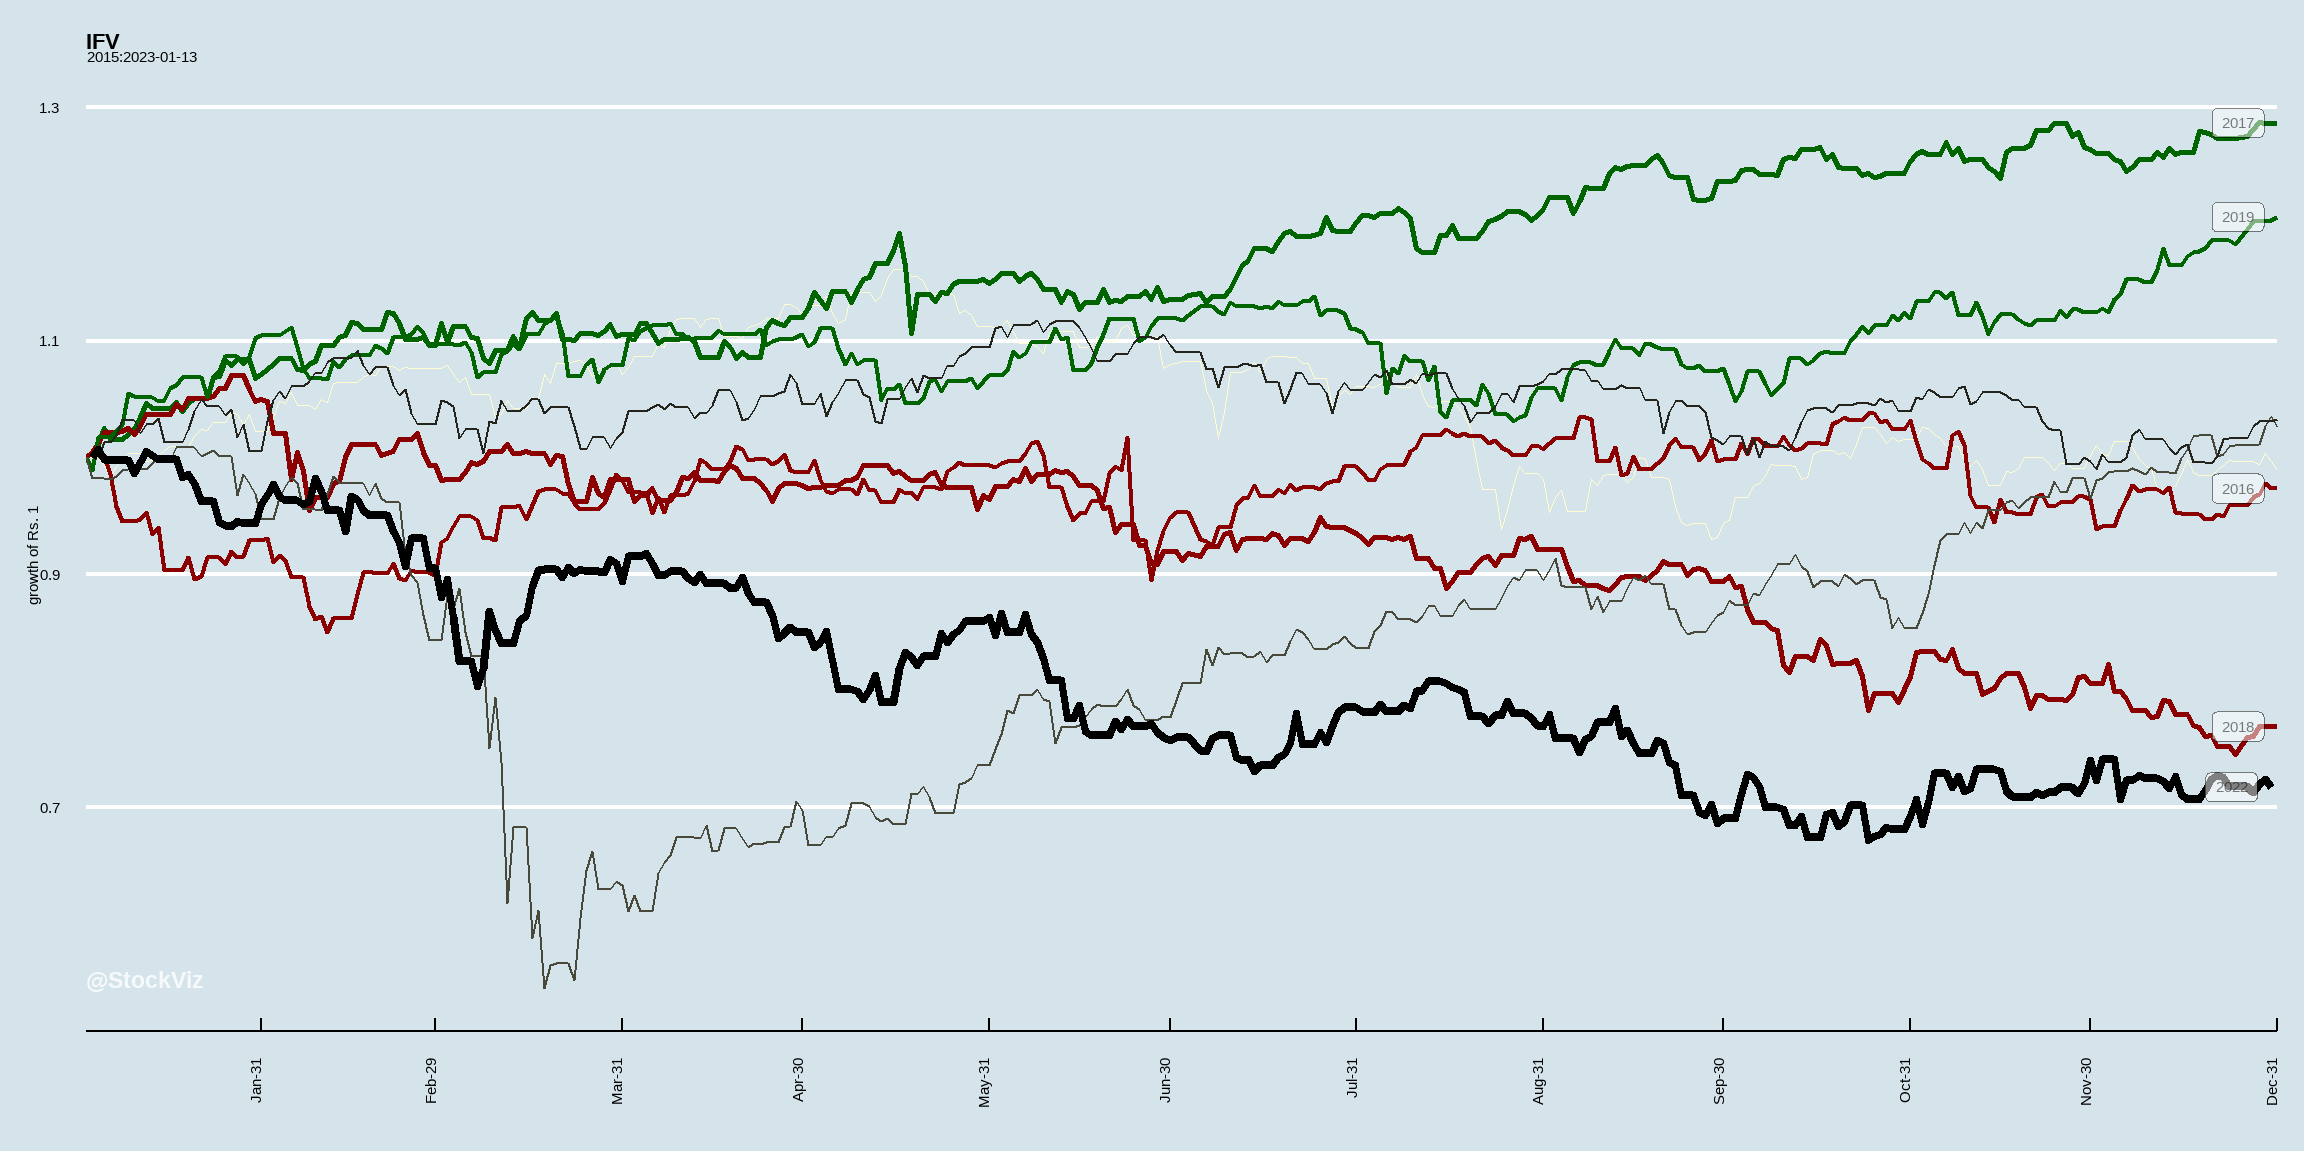 IFV
2015:2023-01-13
1.3
2017
2019
1.1
growth of Rs. 1
2016
0.9
2018
2022
0.7
@StockViz
Jan-31
Feb-29
Mar-31
Apr-30
May-31
Jun-30
Jul-31
Aug-31
Sep-30
Oct-31
Nov-30
Dec-31